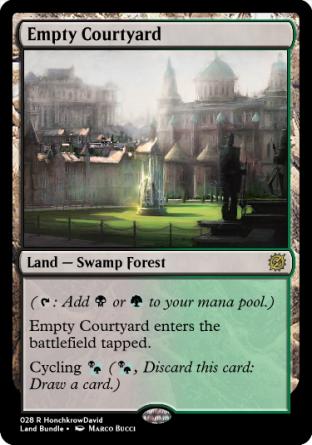 Empty Courtyard
Land — Swamp Forest
( : Add or to your mana pool.)
Empty Courtyard enters the
battlefield tapped.
Cycling ( , Discard this card:
Draw a card.)
028 R HonchkrowDavid
Land Bundle • Marco Bucci